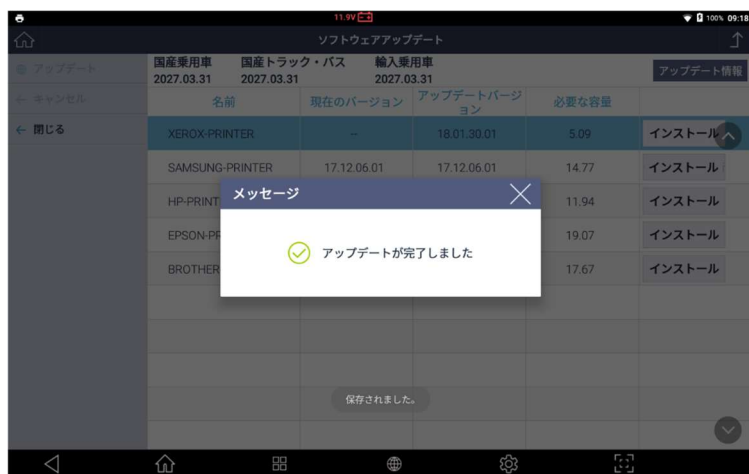 11.9V
100% 09:18
ソフトウェアアップデート
アップデート
キャンセル
閉じる
国産乗用車 国産トラック・バス 輸入乗用車
2027.03.31 2027.03.31 2027.03.31
アップデート情報
名前 現在のバージョン アップデートバージョン 必要な容量
XEROX-PRINTER -- 18.01.30.01 5.09 インストール
SAMSUNG-PRINTER 17.12.06.01 17.12.06.01 14.77 インストール
HP-PRINT 11.94 インストール
EPSON-PR 19.07 インストール
BROTHER 17.67 インストール
メッセージ
アップデートが完了しました
保存されました。